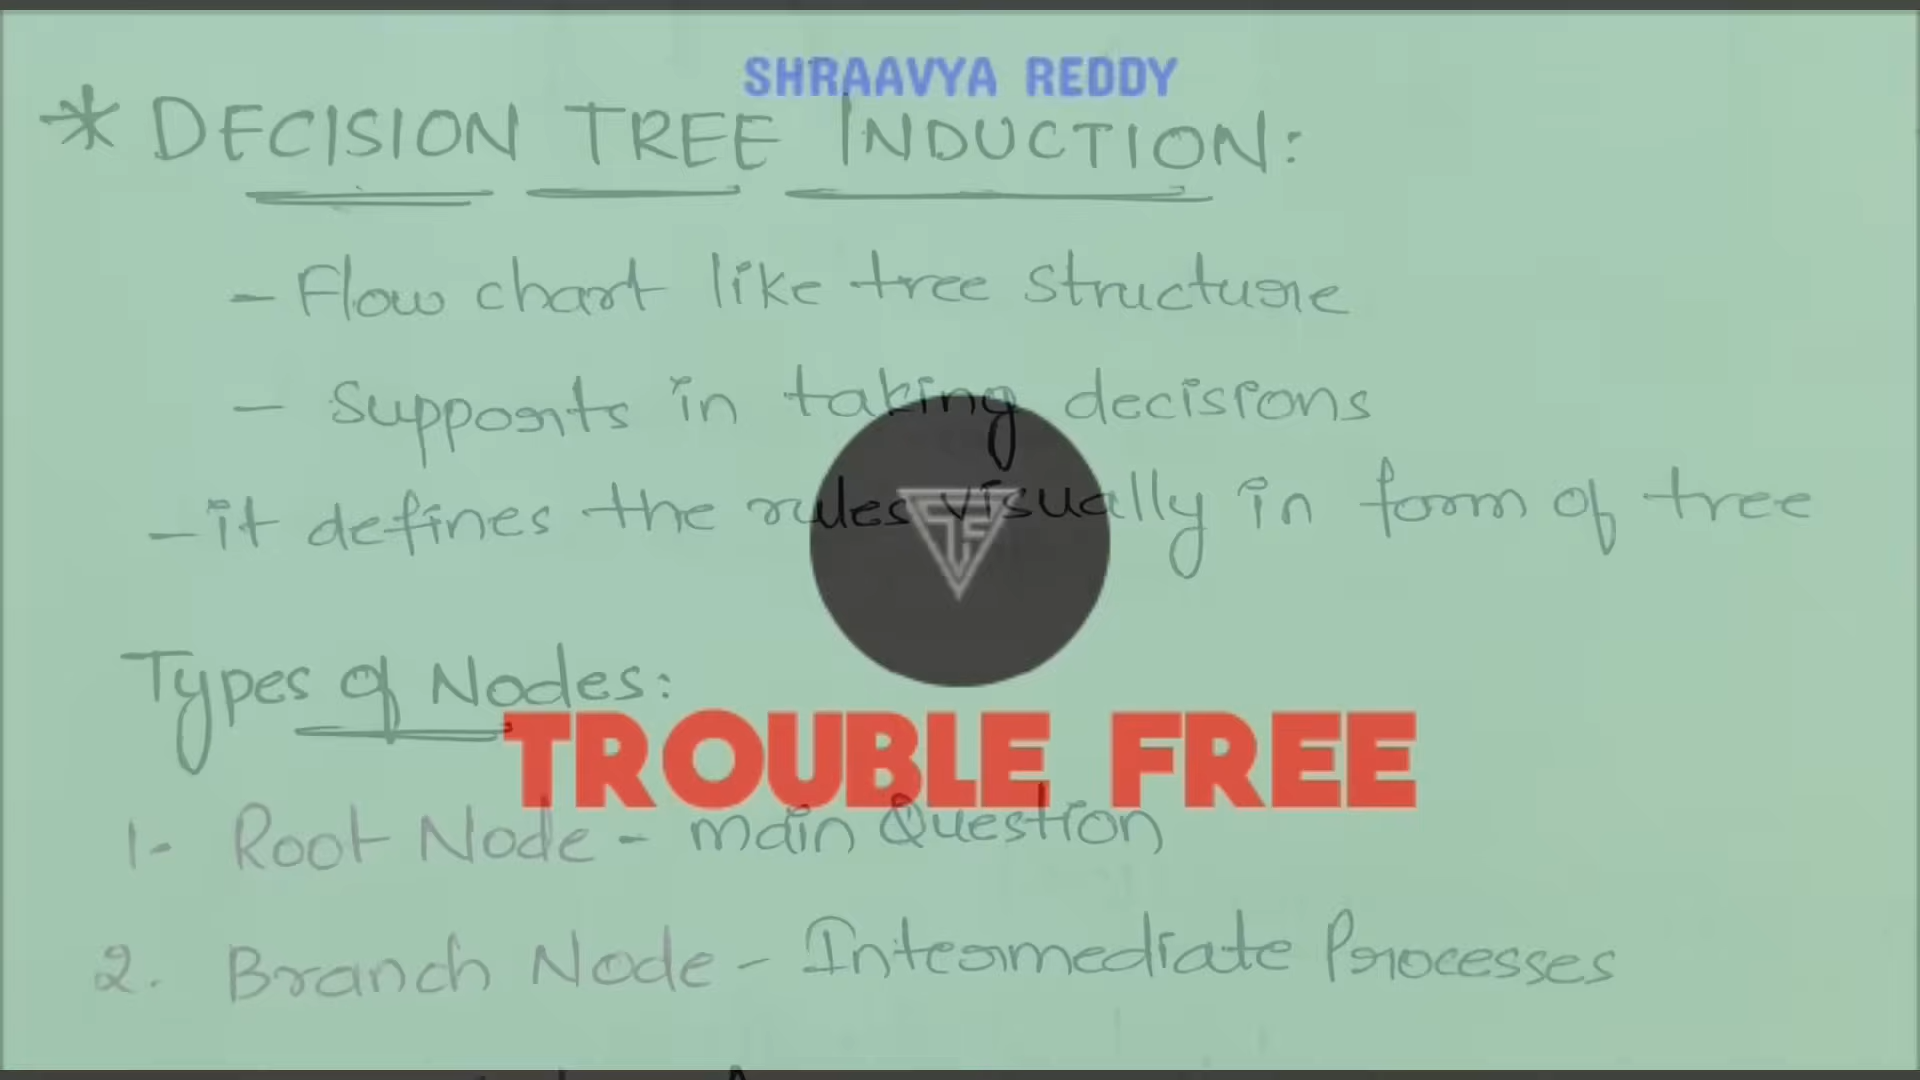 SHRAAVYA REDDY
* DECISION TREE INDUCTION:
- Flow chart like tree structure
- Supports in taking decisions
- it defines the rules visually in form of tree
Types of Nodes:
TROUBLE FREE
1. Root Node - main Question
2. Branch Node - Intermediate Processes